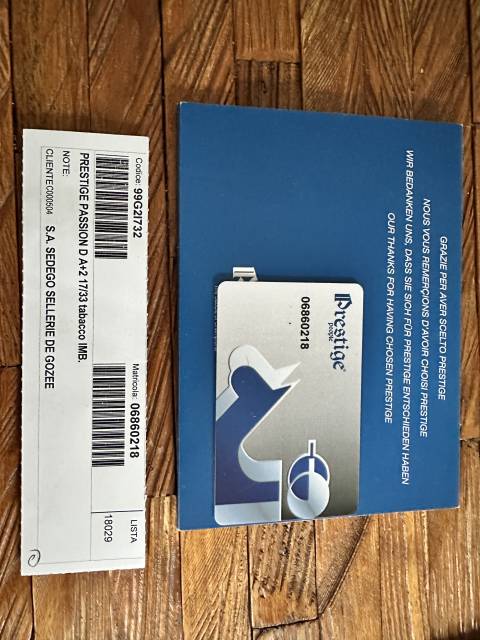 Codice: 99G2I732
Matricola: 06860218
LISTA
18029
PRESTIGE PASSION D A+2 17/33 tabacco IMB.
NOTE:
CLIENTE C000504 S.A. SEDEGO SELLERIE DE GOZEE
GRAZIE PER AVER SCELTO PRESTIGE
NOUS VOUS REMERÇIONS D'AVOIR CHOISI PRESTIGE
WIR BEDANKEN UNS, DASS SIE SICH FÜR PRESTIGE ENTSCHIEDEN HABEN
OUR THANKS FOR HAVING CHOSEN PRESTIGE
Prestige
people
06860218